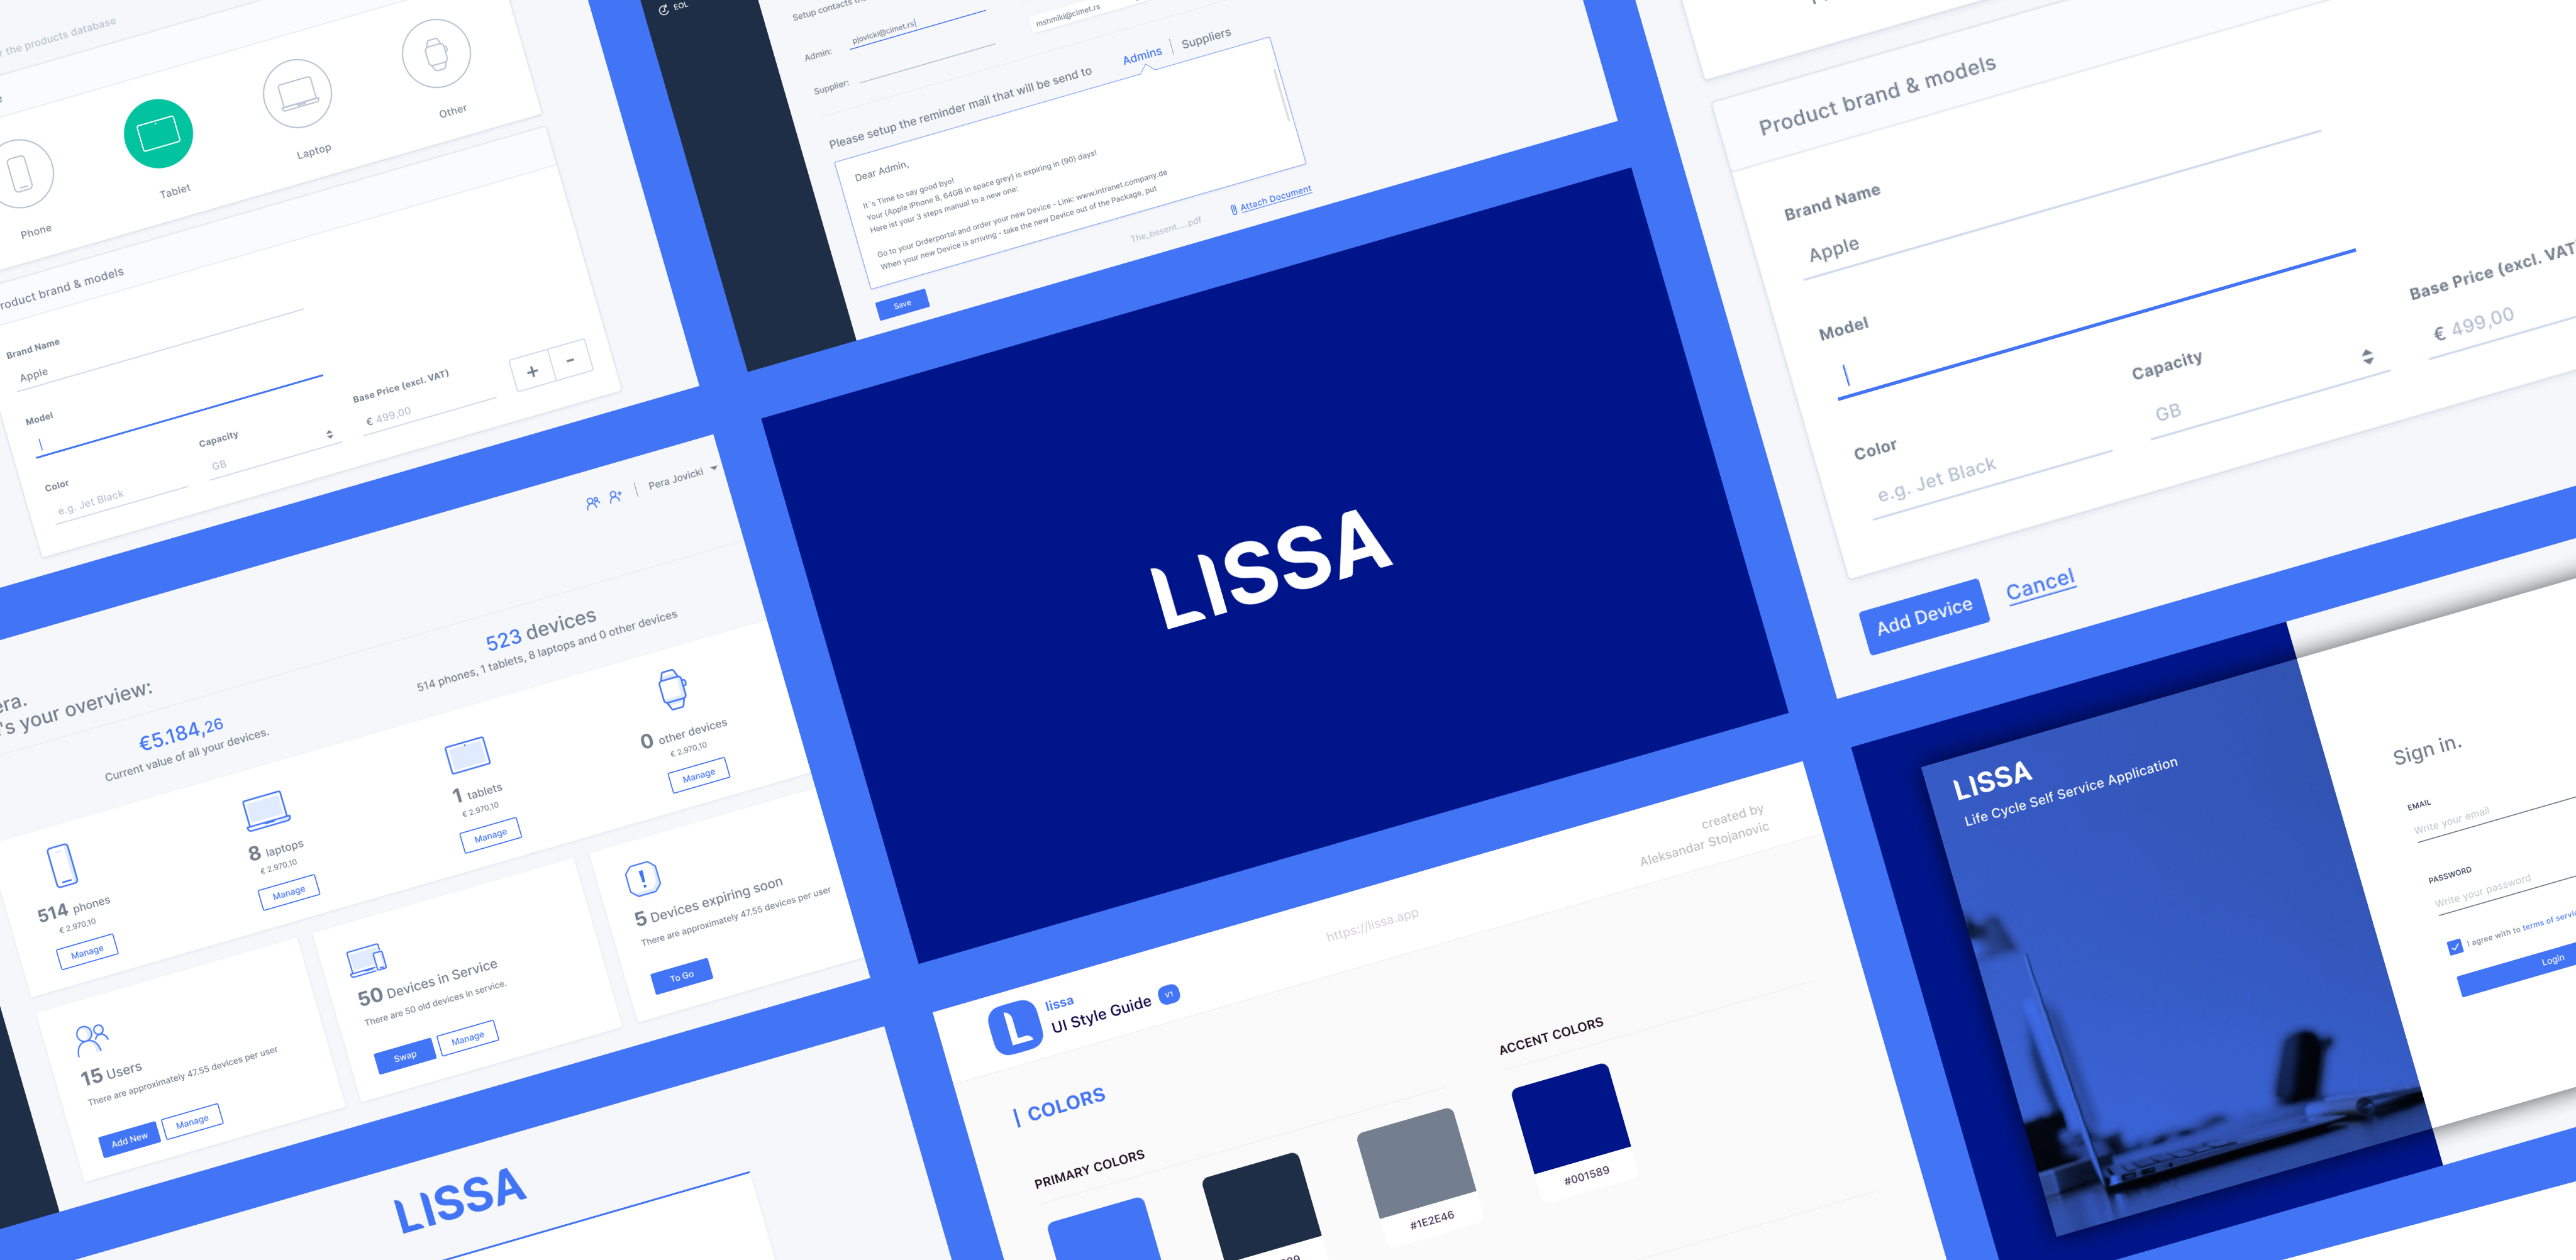 r the products database
Phone
Tablet
Laptop
Other
roduct brand & models
Brand Name
Apple
Model
Capacity
GB
Base Price (excl. VAT)
€ 499,00
+ -
Color
e.g. Jet Black
EOL
Setup contacts
Admin:
pjovicki@cimet.rs
mshmiki@cimet.rs
Supplier:
Please setup the reminder mail that will be send to
Admins | Suppliers
Dear Admin,
It`s Time to say good bye!
Your (Apple iPhone 8, 64GB in space grey) is expiring in (90) days!
Here ist your 3 steps manual to a new one:
Go to your Orderportal and order your new Device - Link: www.intranet.company.de
When your new Device is arriving - take the new Device out of the Package, put
The_besent.....pdf
Attach Document
Save
Product brand & models
Brand Name
Apple
Model
Capacity
GB
Base Price (excl. VAT
€ 499,00
Color
e.g. Jet Black
Add Device
Cancel
Pera Jovicki
era.
's your overview:
€5.184,26
Current value of all your devices.
523 devices
514 phones, 1 tablets, 8 laptops and 0 other devices
514 phones
€ 2.970,10
Manage
8 laptops
€ 2.970,10
Manage
1 tablets
€ 2.970,10
Manage
0 other devices
€ 2.970,10
Manage
15 Users
There are approximately 47.55 devices per user
Add New
Manage
50 Devices in Service
There are 50 old devices in service.
Swap
Manage
5 Devices expiring soon
There are approximately 47.55 devices per user
To Go
LISSA
LISSA
Life Cycle Self Service Application
Sign in.
EMAIL
Write your email
PASSWORD
Write your password
I agree with to terms of servic
Login
LISSA
lissa
UI Style Guide
V1
https://lissa.app
created by
Aleksandar Stojanovic
COLORS
PRIMARY COLORS
ACCENT COLORS
#1E2E46
#001589